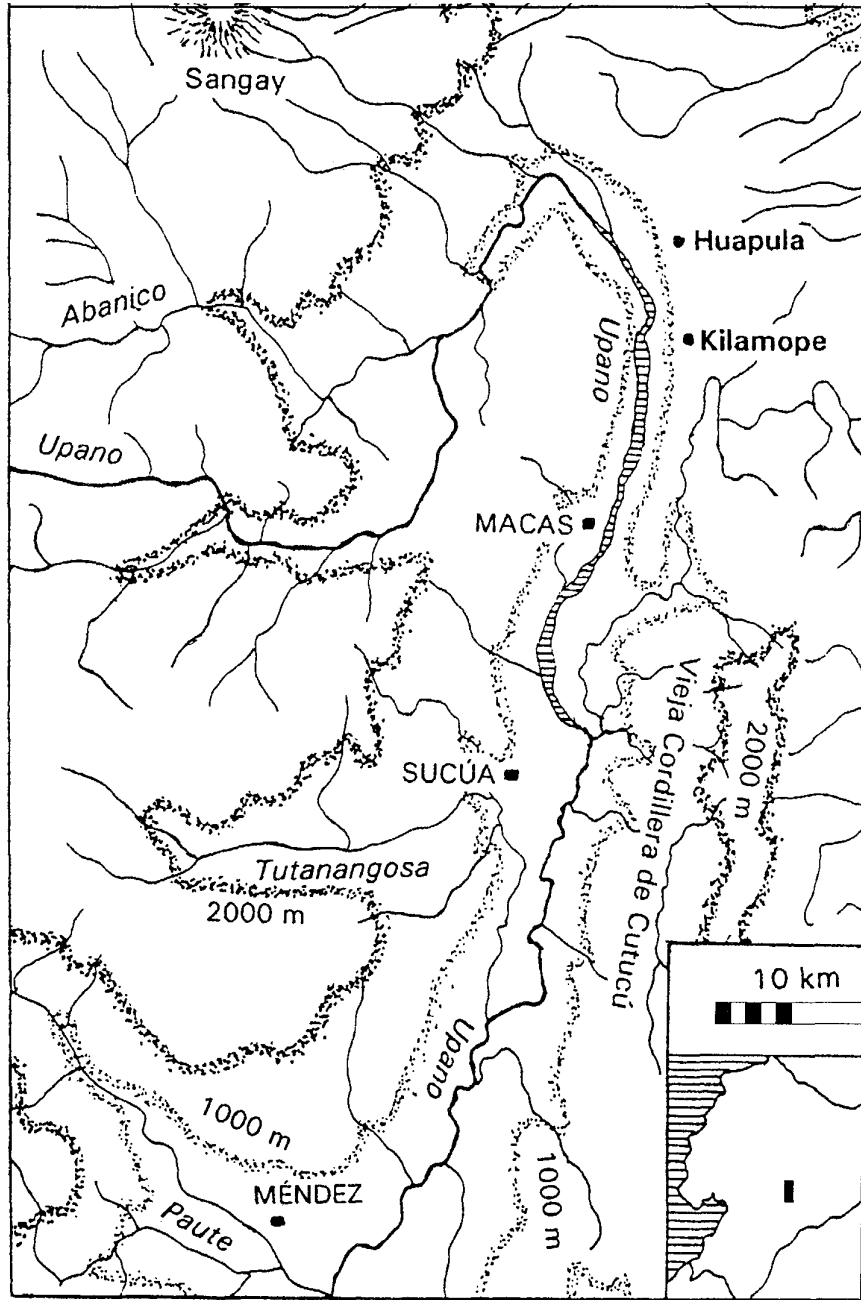 Sangay
Huapula
Abanico
Upano
Kilamope
Upano
MACAS
Vieja Cordillera de Cutucú
2000 m
SUCÚA
Tutanangosa
2000 m
10 km
Upano
1000 m
1000 m
MÉNDEZ
Paute